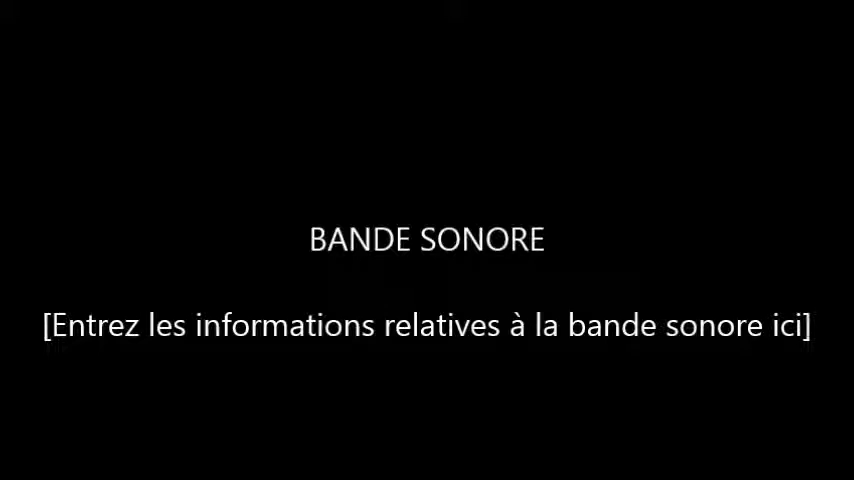 BANDE SONORE
[Entrez les informations relatives à la bande sonore ici]